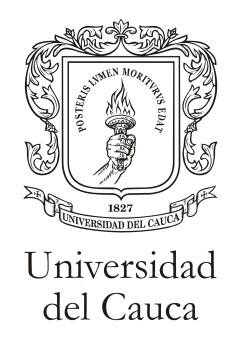 POSTERIS LVMEN MORITVRVS EDAT
1827
UNIVERSIDAD DEL CAUCA
Universidad
del Cauca